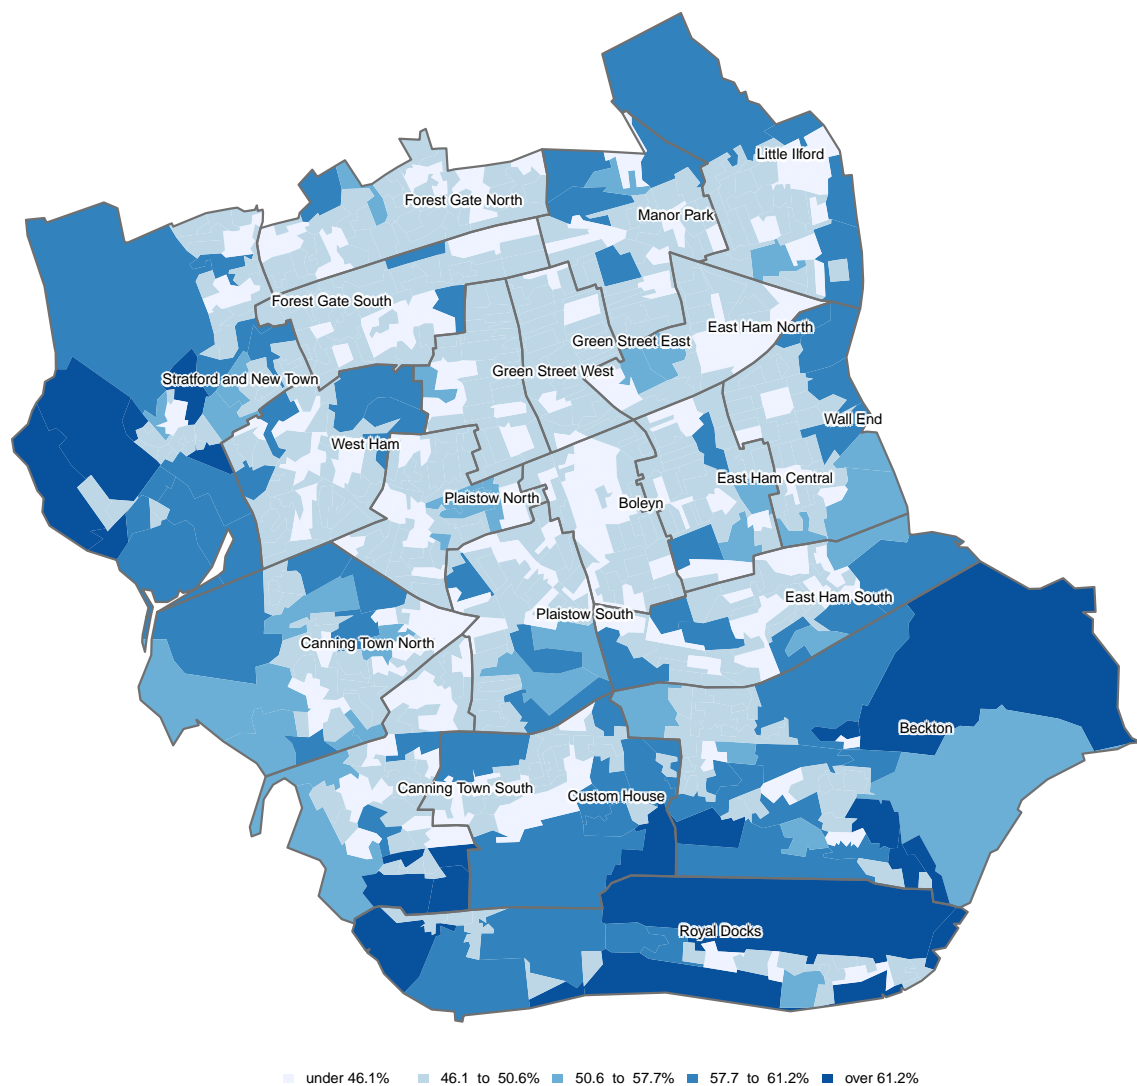 Little Ilford
Forest Gate North
Manor Park
Forest Gate South
East Ham North
Green Street East
Green Street West
Stratford and New Town
Wall End
West Ham
East Ham Central
Plaistow North
Boleyn
East Ham South
Plaistow South
Canning Town North
Beckton
Canning Town South
Custom House
Royal Docks
under 46.1% 46.1 to 50.6% 50.6 to 57.7% 57.7 to 61.2% over 61.2%